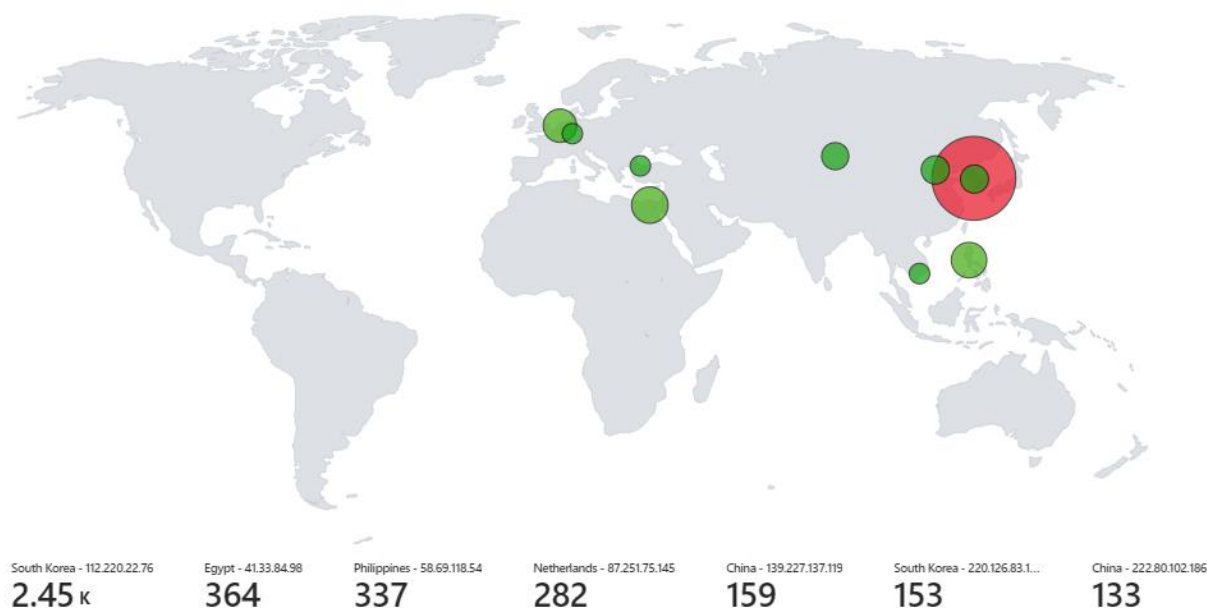 South Korea - 112.220.22.76 Egypt - 41.33.84.98 Philippines - 58.69.118.54 Netherlands - 87.251.75.145 China - 139.227.137.119 South Korea - 220.126.83.1... China - 222.80.102.186
2.45 K 364 337 282 159 153 133